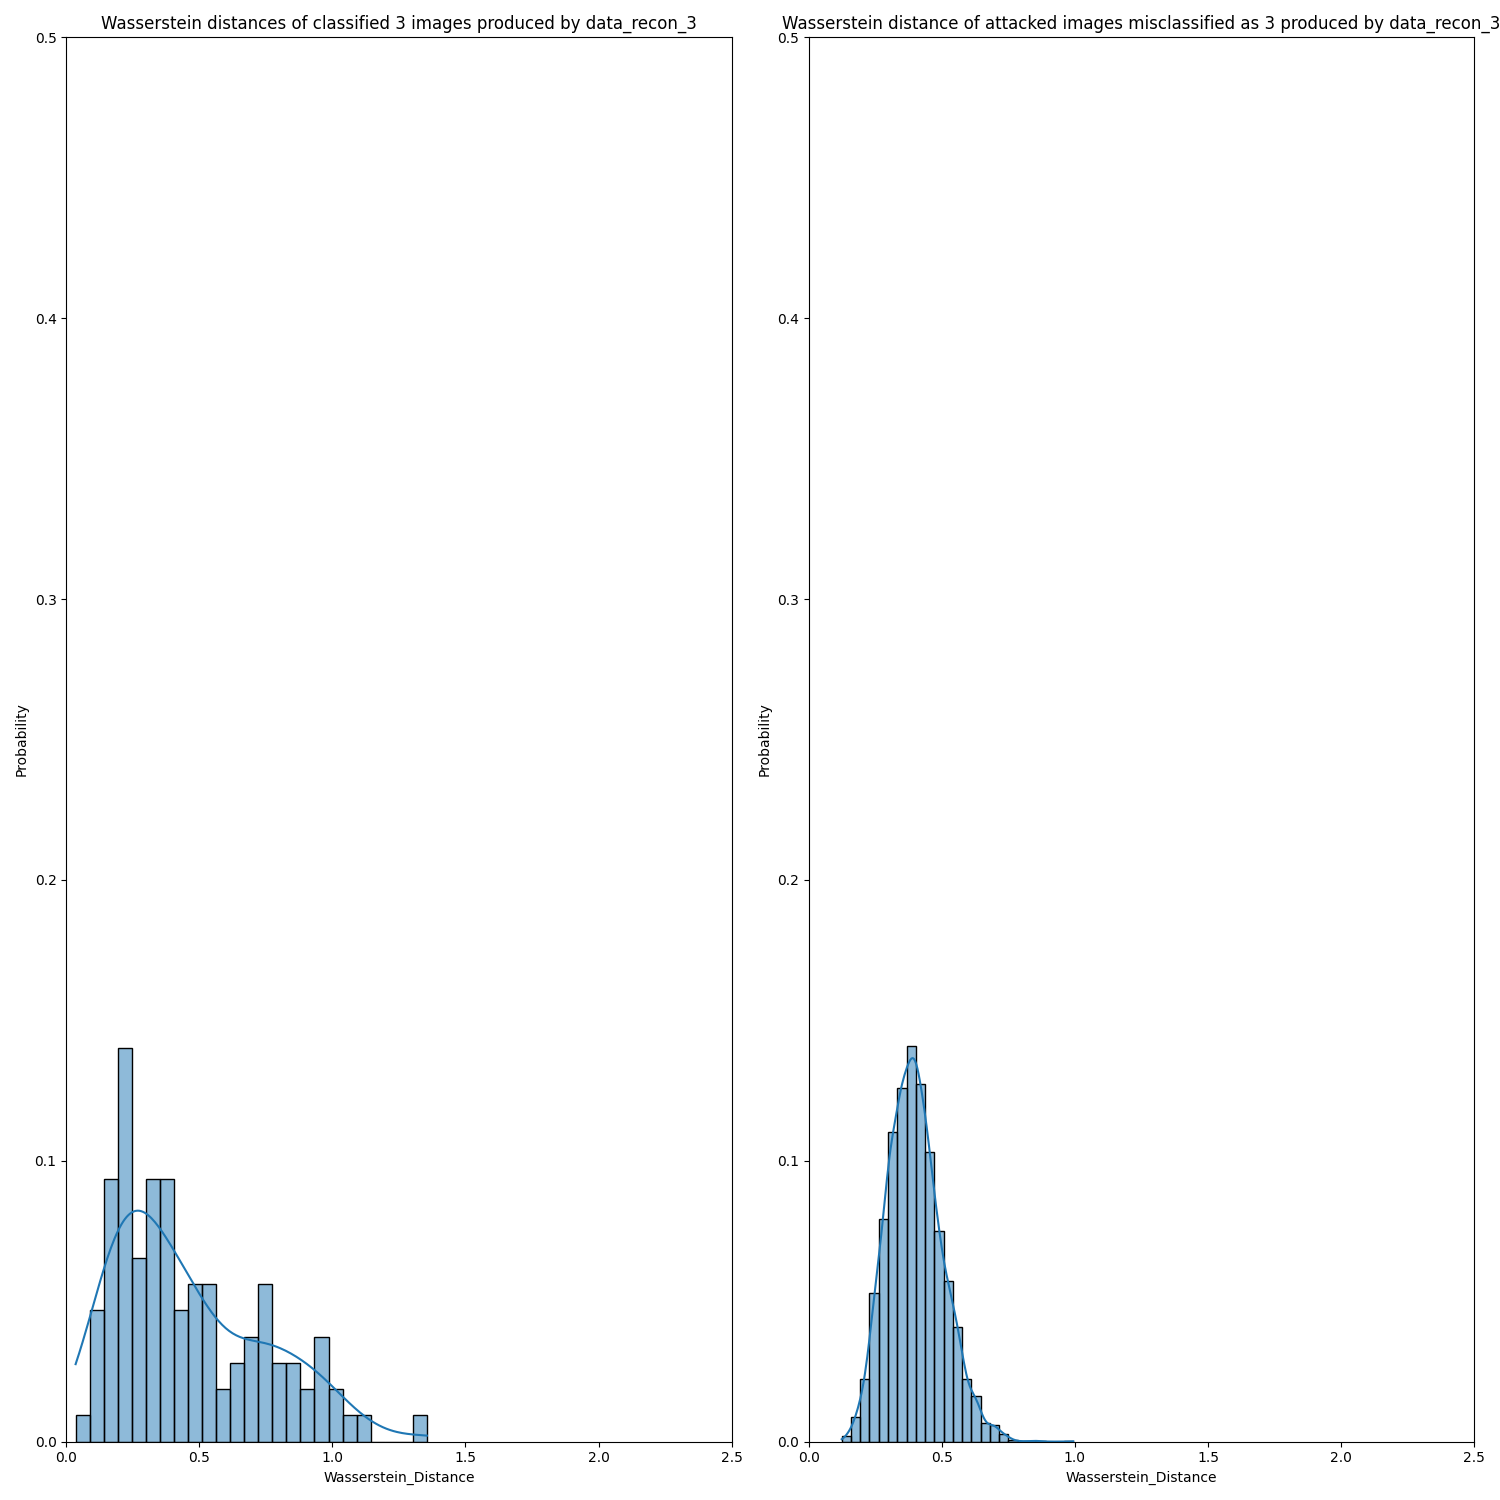 Wasserstein distances of classified 3 images produced by data_recon_3
0.5
0.4
0.3
0.2
0.1
0.0
Probability
0.0 0.5 1.0 1.5 2.0 2.5
Wasserstein_Distance
Wasserstein distance of attacked images misclassified as 3 produced by data_recon_3
0.5
0.4
0.3
0.2
0.1
0.0
Probability
0.0 0.5 1.0 1.5 2.0 2.5
Wasserstein_Distance